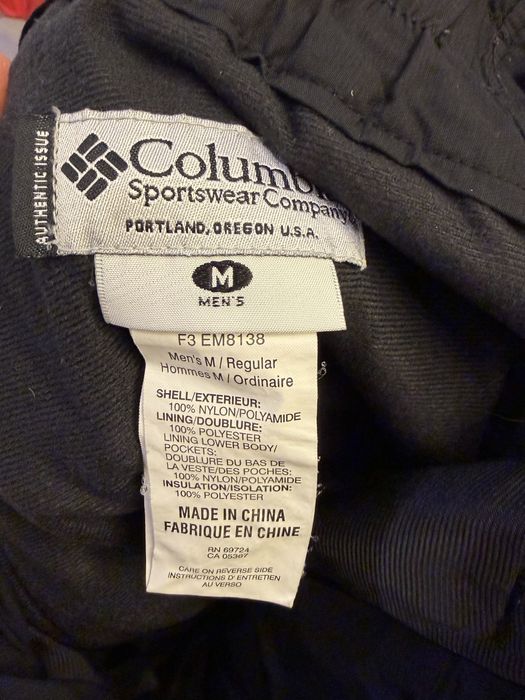 AUTHENTIC ISSUE
Columbi
Sportswear Company
PORTLAND, OREGON U.S.A.
M
MEN'S
F3 EM8138
Men's M / Regular
Hommes M / Ordinaire
SHELL/EXTERIEUR:
100% NYLON/POLYAMIDE
LINING/DOUBLURE:
100% POLYESTER
LINING LOWER BODY/
POCKETS:
DOUBLURE DU BAS DE
LA VESTE/DES POCHES:
100% NYLON/POLYAMIDE
INSULATION/ISOLATION:
100% POLYESTER
MADE IN CHINA
FABRIQUE EN CHINE
RN 69724
CA 05367
CARE ON REVERSE SIDE
INSTRUCTIONS D'ENTRETIEN
AU VERSO